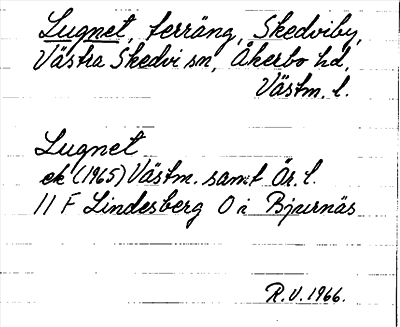 Lugnet, terräng, Skedviby,
Västra Skedvi sn, Åkerbo hd,
Västm. l.
Lugnet
ek (1965) Västm. samt Ör. l.
11 F Lindesberg O i Bjurnäs
R.V. 1966.